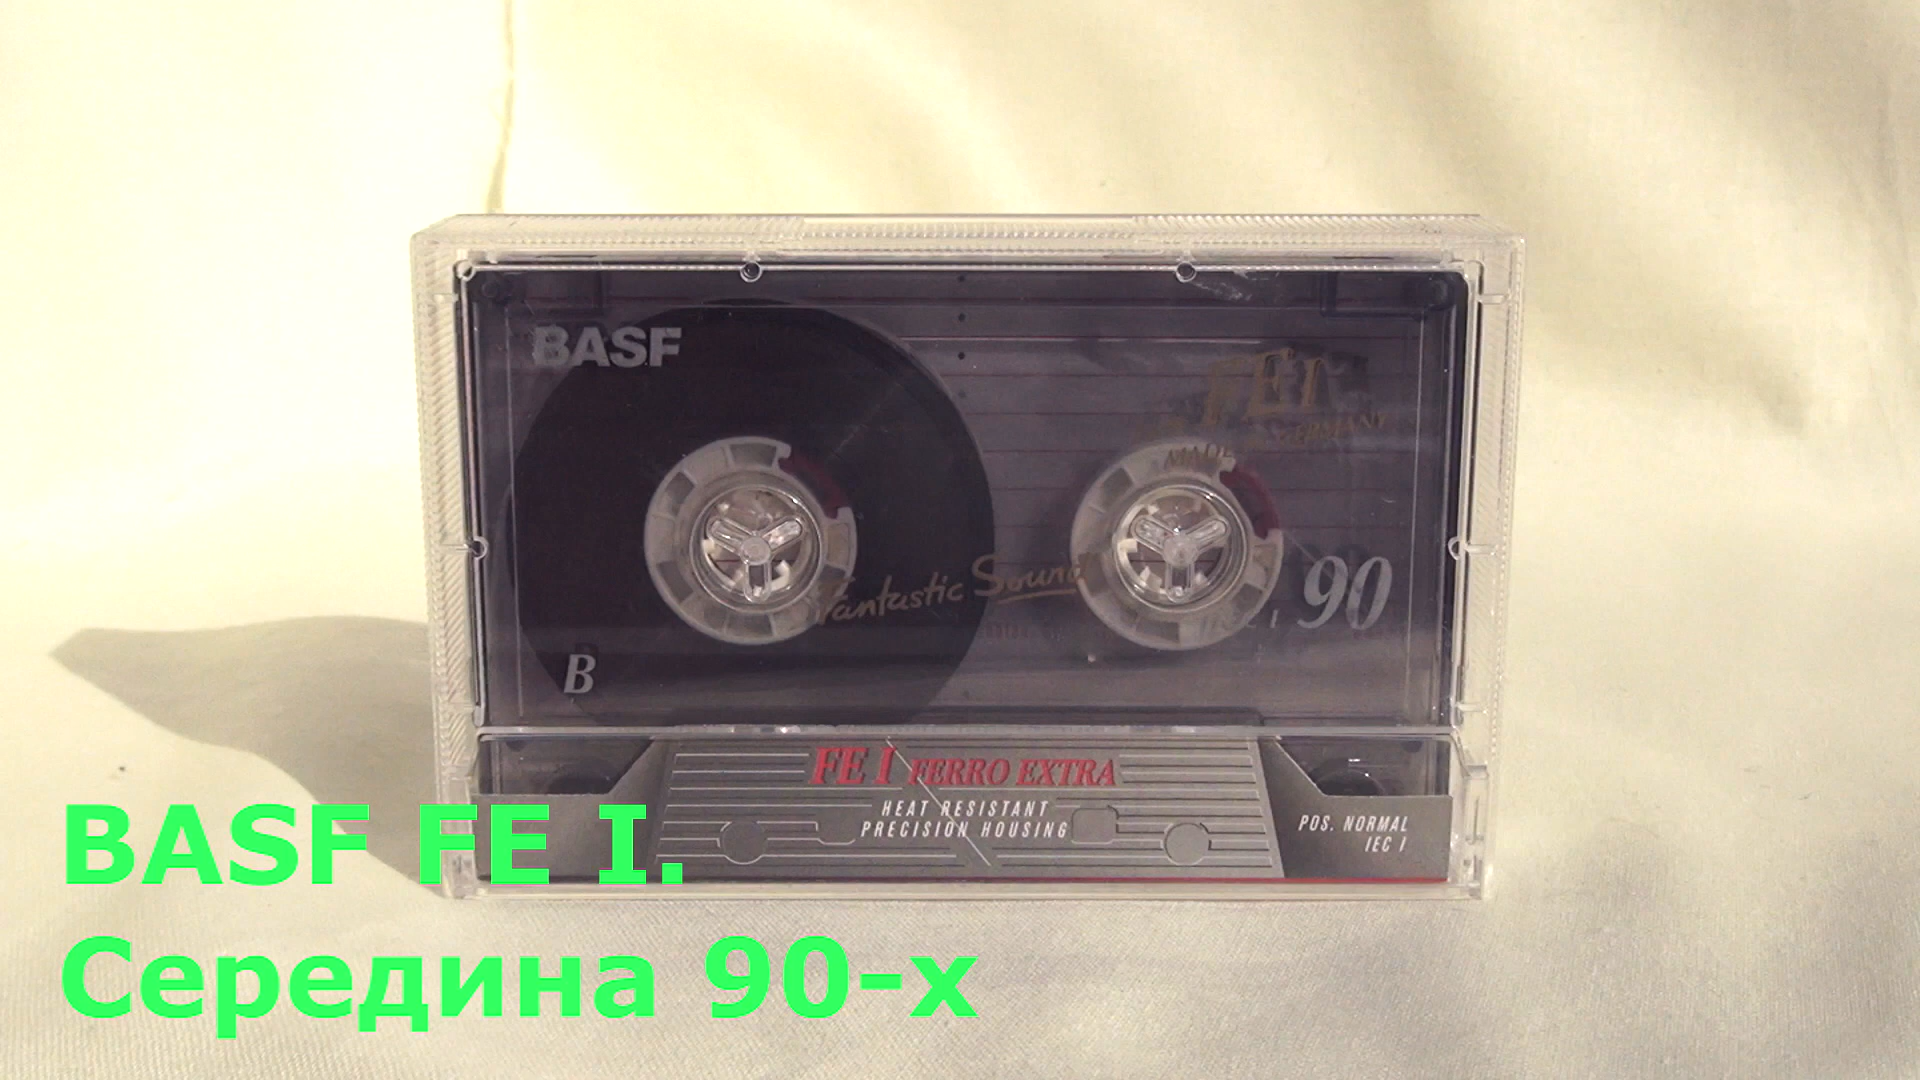 BASF
FE I
MADE IN GERMANY
Fantastic Sound
90
B
FE I FERRO EXTRA
HEAT RESISTANT
PRECISION HOUSING
POS. NORMAL
IEC I
BASF FE I.
Середина 90-х